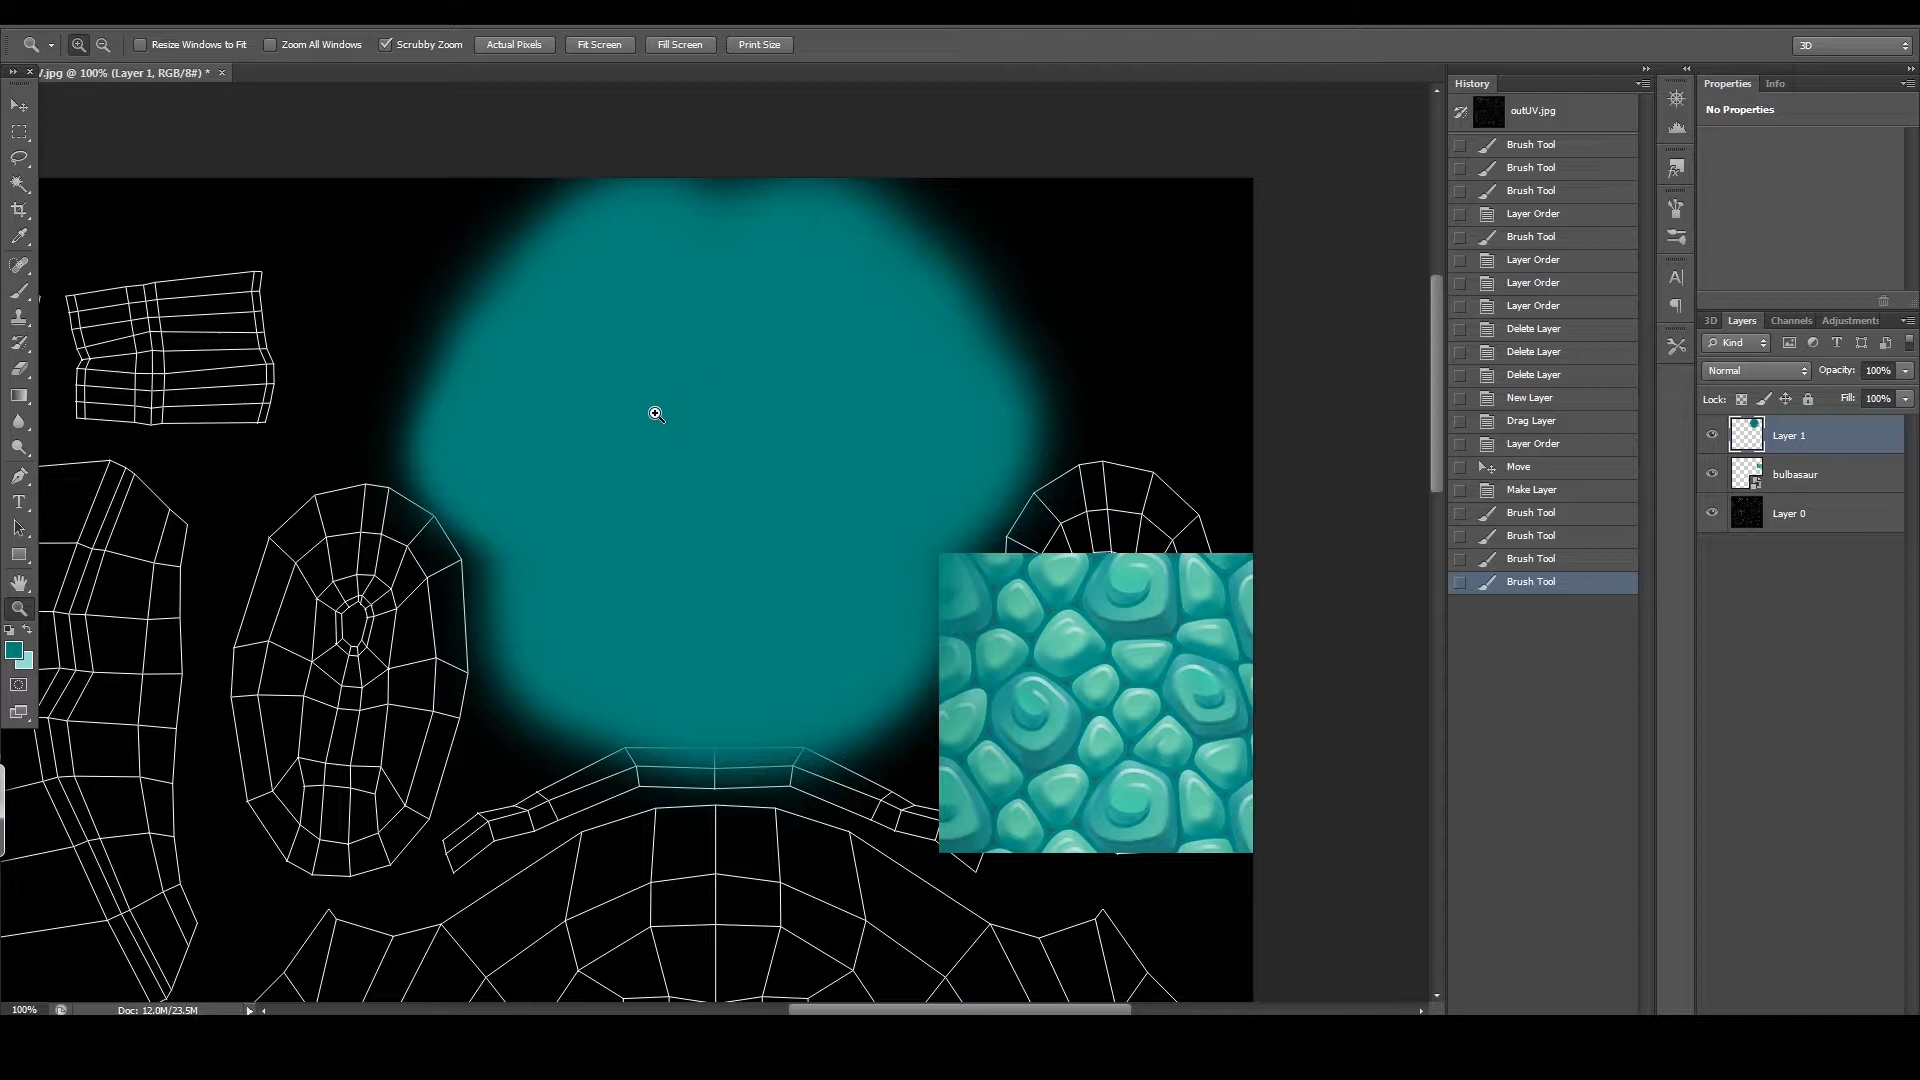 Resize Windows to Fit
Zoom All Windows
Scrubby Zoom
Actual Pixels
Fit Screen
Fill Screen
Print Size
3D
V.jpg @ 100% (Layer 1, RGB/8#) *
History
outUV.jpg
Brush Tool
Brush Tool
Brush Tool
Layer Order
Brush Tool
Layer Order
Layer Order
Layer Order
Delete Layer
Delete Layer
Delete Layer
New Layer
Drag Layer
Layer Order
Move
Make Layer
Brush Tool
Brush Tool
Brush Tool
Brush Tool
Properties
Info
No Properties
3D
Layers
Channels
Adjustments
Kind
Normal
Opacity: 100%
Lock:
Fill: 100%
Layer 1
bulbasaur
Layer 0
100%
Doc: 12.0M/23.5M